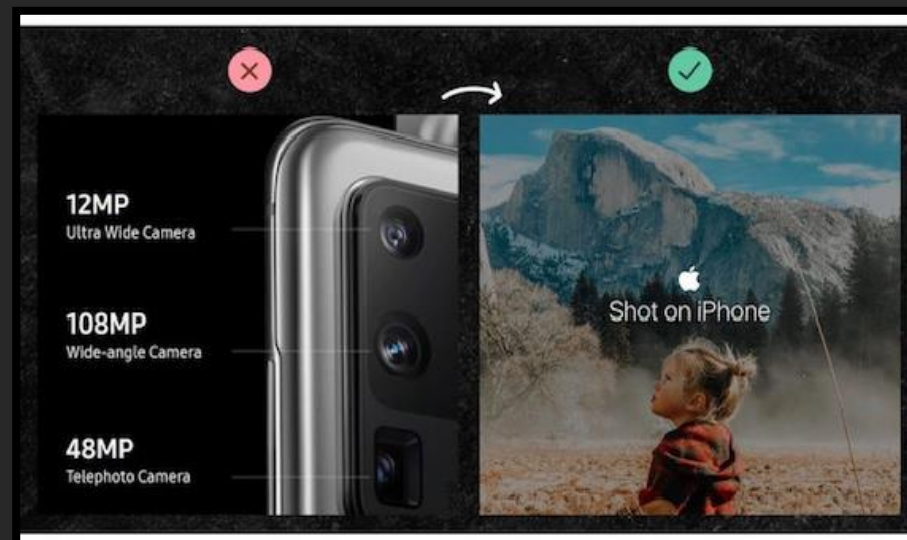 12MP
Ultra Wide Camera
108MP
Wide-angle Camera
48MP
Telephoto Camera
Shot on iPhone